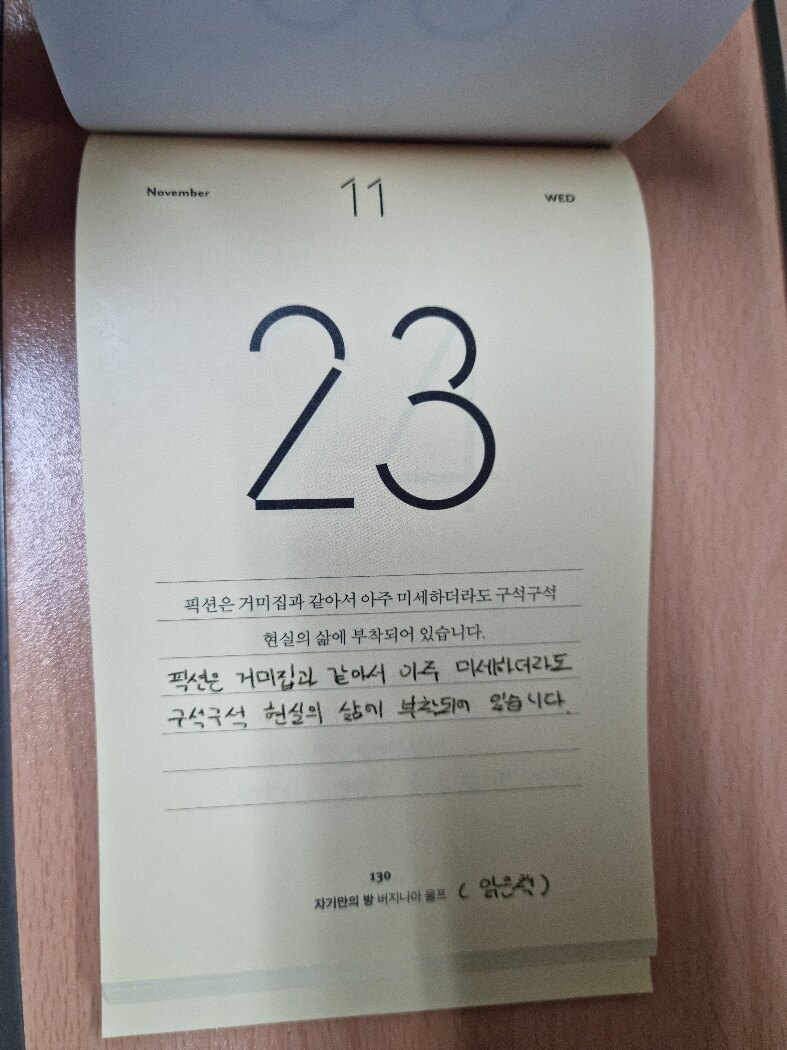 November 11 WED
23
픽션은 거미집과 같아서 아주 미세하더라도 구석구석
현실의 삶에 부착되어 있습니다.
픽션은 거미집과 같아서 아주 미세하더라도
구석구석 현실의 삶에 부착되어 있습니다.
130
자기만의 방 버지니아 울프 ( 읽은책 )